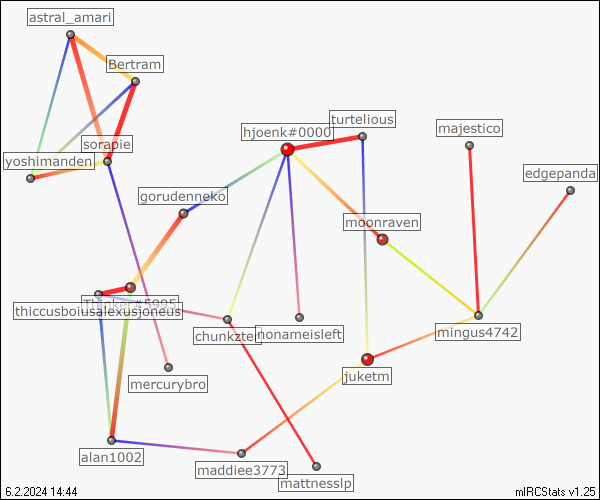 astral_amari
Bertram
turtelious
hjoenk#0000
majestico
sorapie
yoshimanden
edgepanda
gorudenneko
moonraven
Thinker#5995
thiccusboiusalexusjoneus
chunkzter
nonameisleft
mingus4742
mercurybro
juketm
alan1002
maddiee3773
mattnesslp
6.2.2024 14:44
mIRCStats v1.25